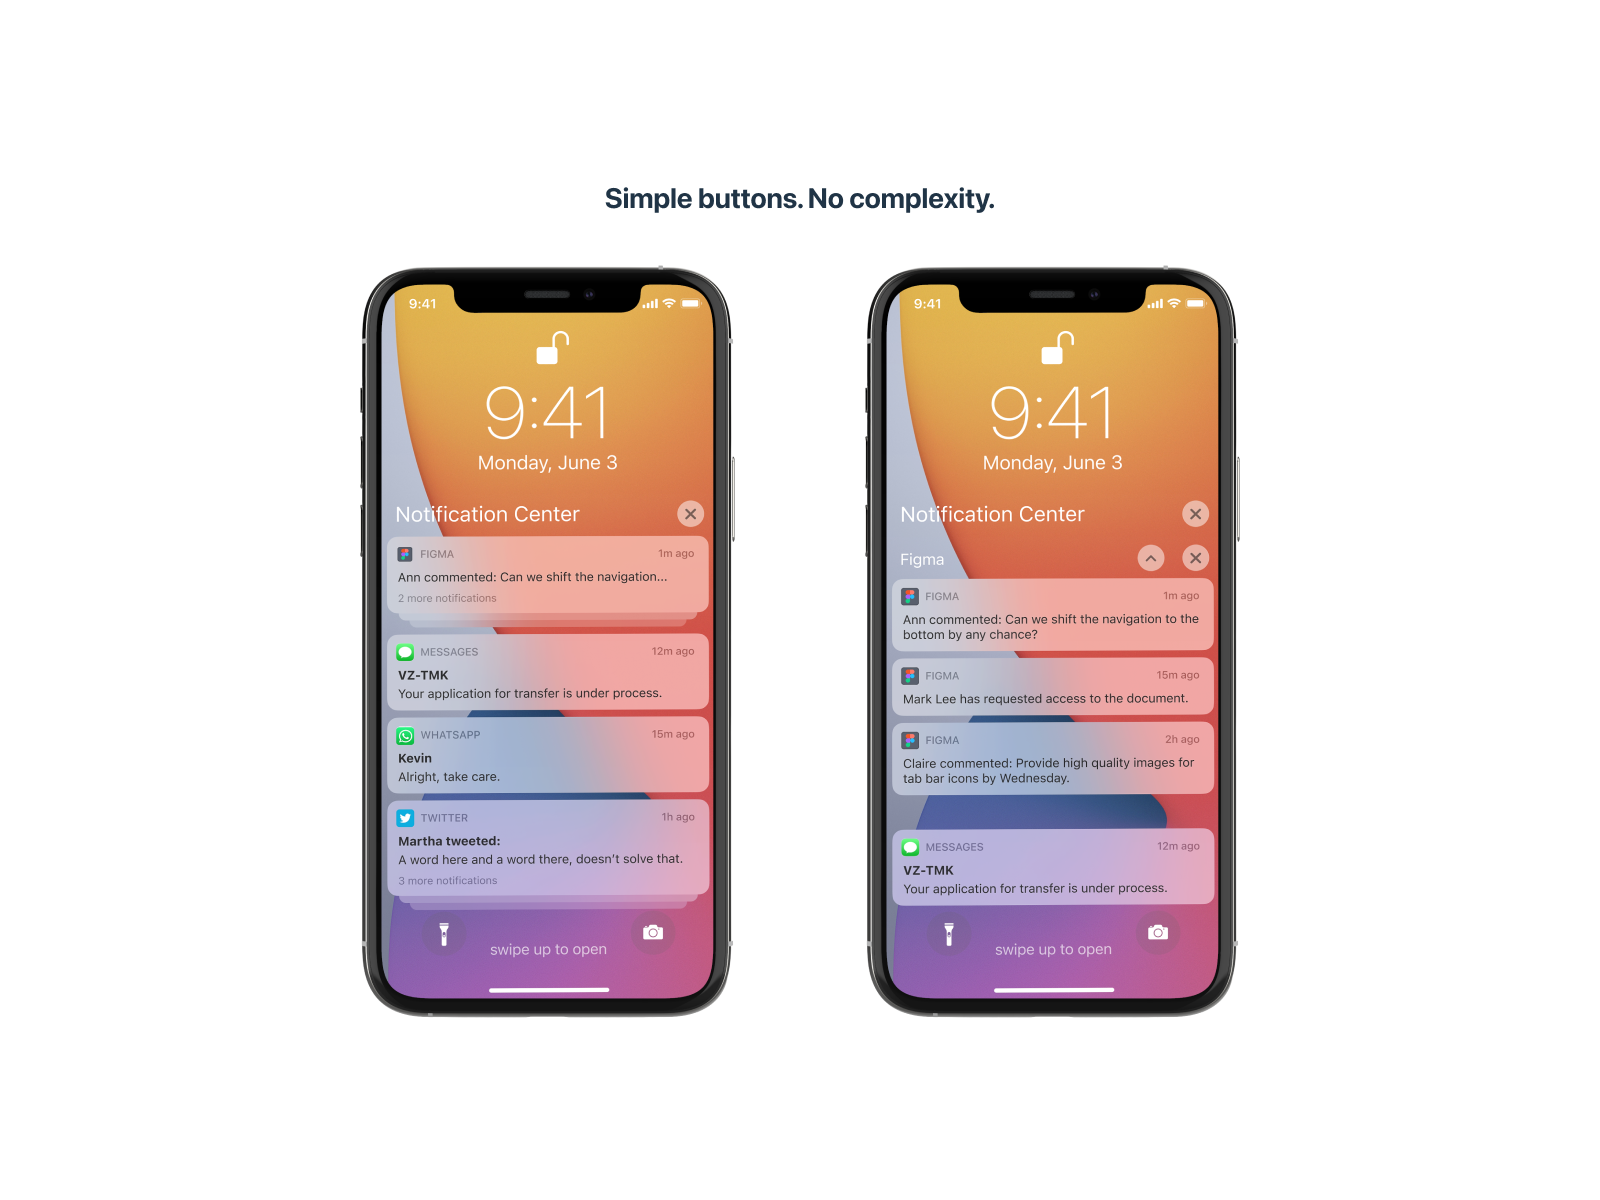 Simple buttons. No complexity.
9:41
9:41
Monday, June 3
Notification Center
FIGMA 1m ago
Ann commented: Can we shift the navigation...
2 more notifications
MESSAGES 12m ago
VZ-TMK
Your application for transfer is under process.
WHATSAPP 15m ago
Kevin
Alright, take care.
TWITTER 1h ago
Martha tweeted:
A word here and a word there, doesn't solve that.
3 more notifications
swipe up to open
9:41
9:41
Monday, June 3
Notification Center
Figma
FIGMA 1m ago
Ann commented: Can we shift the navigation to the
bottom by any chance?
FIGMA 15m ago
Mark Lee has requested access to the document.
FIGMA 2h ago
Claire commented: Provide high quality images for
tab bar icons by Wednesday.
MESSAGES 12m ago
VZ-TMK
Your application for transfer is under process.
swipe up to open